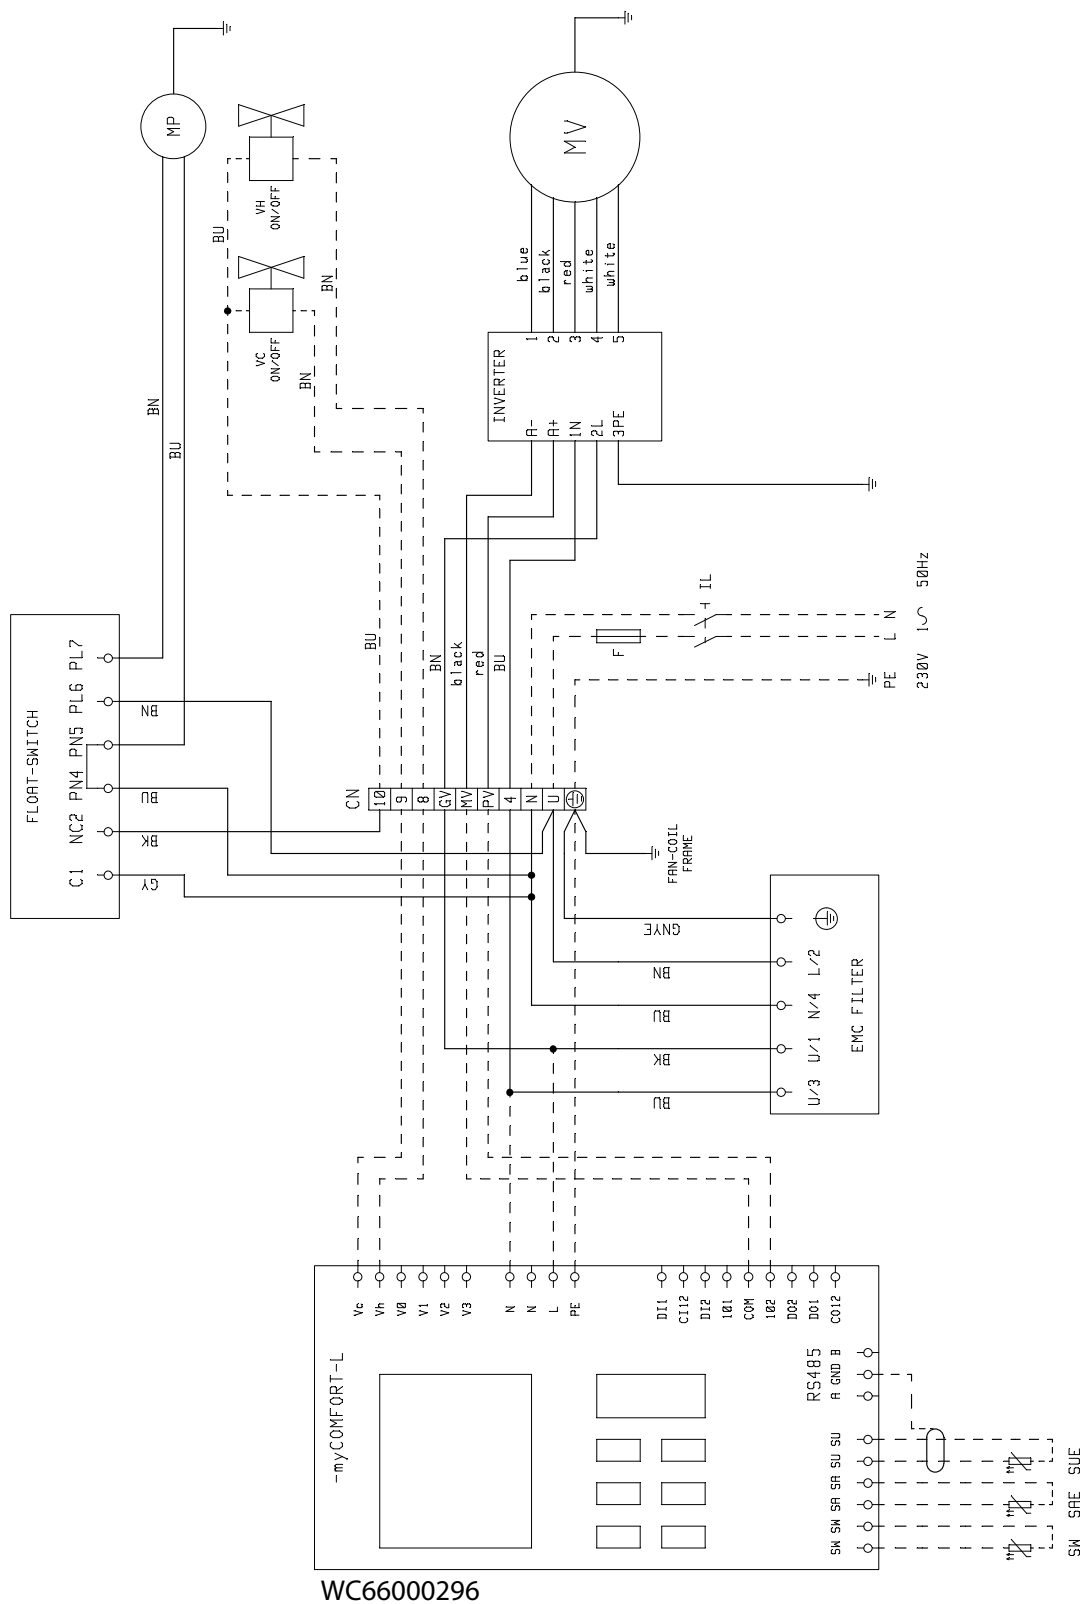 MP
MV
VH
ON/OFF
VC
ON/OFF
BU
BN
BN
BN
BU
blue
black
red
white
white
INVERTER
1
2
3
4
5
A-
A+
1N
2L
3PE
FLOAT-SWITCH
C1
NC2
PN4
PN5
PL6
PL7
GY
BK
BU
BN
BU
BN
black
red
BU
CN
10
9
8
GV
MV
PV
4
N
U
F
IL
PE
L
N
230V 1 50Hz
FAN-COIL
FRAME
EMC FILTER
U/3
U/1
N/4
L/2
GNYE
BN
BU
BK
BU
-myCOMFORT-L
Vc
Vh
V0
V1
V2
V3
N
N
L
PE
DI1
CI12
DI2
101
COM
102
DO2
DO1
CO12
RS485
A
GND
B
SW
SW
SA
SA
SU
SU
SW
SAE
SUE
WC66000296